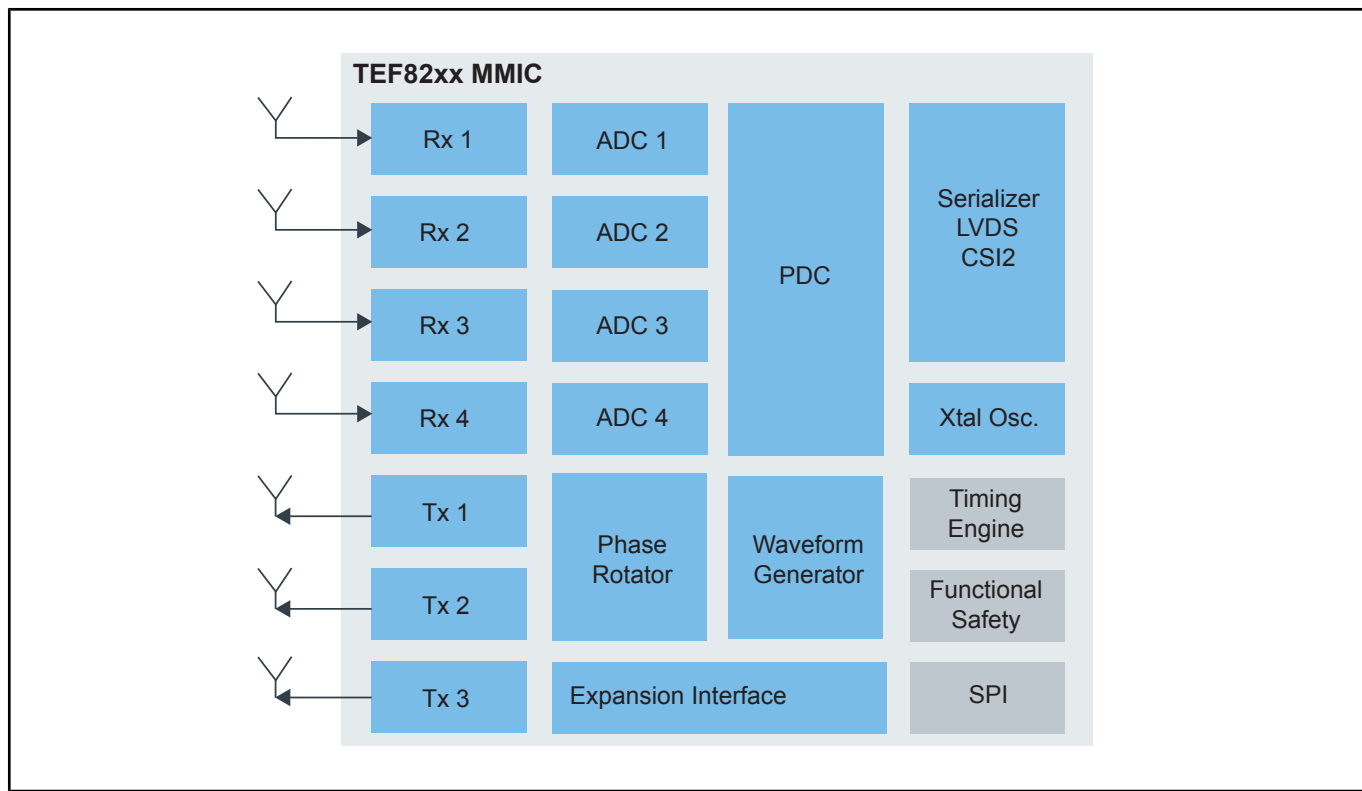 TEF82xx MMIC
Rx 1
ADC 1
PDC
Serializer
LVDS
CSI2
Rx 2
ADC 2
Rx 3
ADC 3
Rx 4
ADC 4
Xtal Osc.
Tx 1
Phase
Rotator
Waveform
Generator
Timing
Engine
Tx 2
Functional
Safety
Tx 3
Expansion Interface
SPI